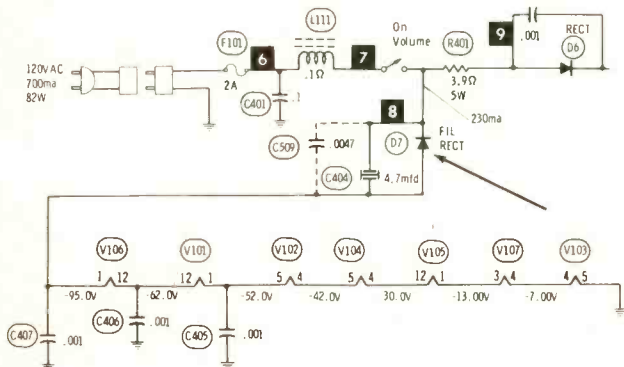 120V AC
700ma
82W
F101
2A
6
C401
.1
L111
.1Ω
7
On
Volume
R401
3.9Ω
5W
9
.001
RECT
D6
230ma
8
C509
.0047
C404
4.7mfd
D7
FIL
RECT
V106
1 12
V101
12 1
V102
5 4
V104
5 4
V105
12 1
V107
3 4
V103
4 5
-95.0V
-62.0V
-52.0V
-42.0V
30.0V
-13.00V
-7.00V
C407
.001
C406
.001
C405
.001